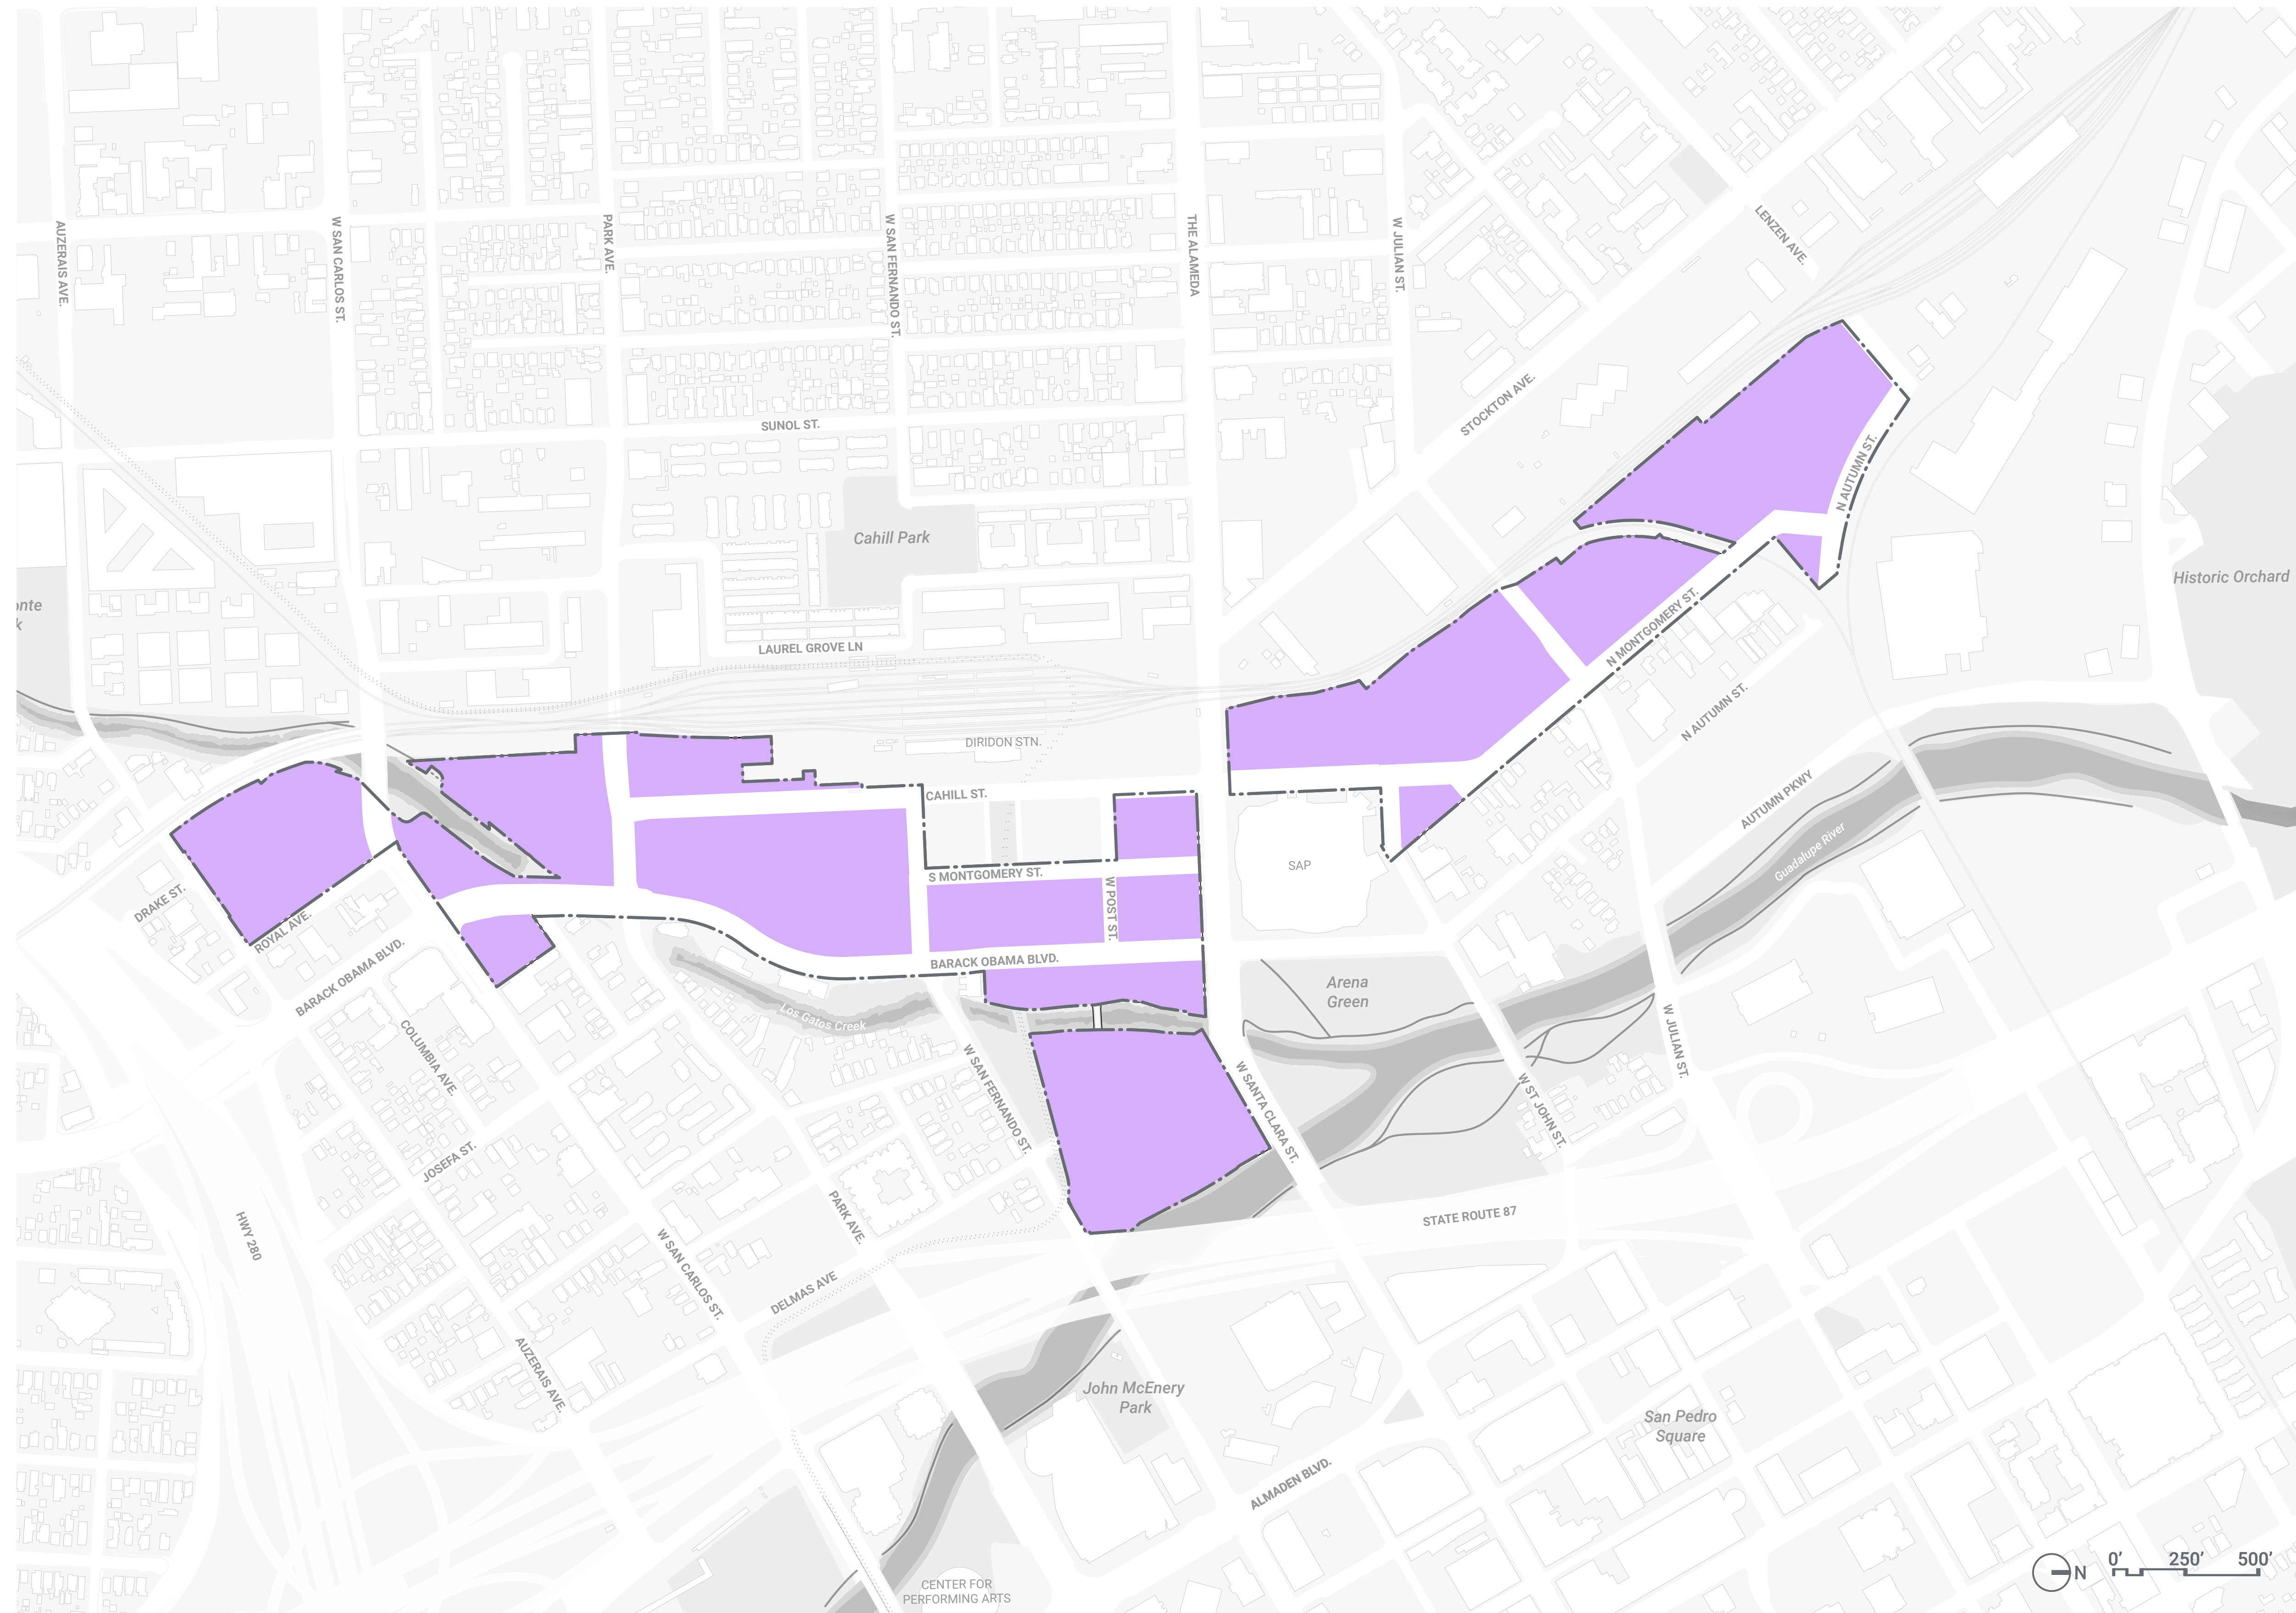 AUZERAIS AVE.
W SAN CARLOS ST.
PARK AVE.
W SAN FERNANDO ST.
THE ALAMEDA
W JULIAN ST.
LENZEN AVE.
STOCKTON AVE.
SUNOL ST.
N AUTUMN ST.
Cahill Park
onte
k
Historic Orchard
LAUREL GROVE LN
N MONTGOMERY ST.
N AUTUMN ST.
DIRIDON STN.
CAHILL ST.
AUTUMN PKWY
Guadalupe River
SAP
S MONTGOMERY ST.
W POST ST.
DRAKE ST.
ROYAL AVE.
BARACK OBAMA BLVD.
BARACK OBAMA BLVD.
Arena
Green
Los Gatos Creek
COLUMBIA AVE.
W SAN FERNANDO ST.
W SANTA CLARA ST.
W ST JOHN ST.
W JULIAN ST.
JOSEFA ST.
HWY 280
PARK AVE.
STATE ROUTE 87
W SAN CARLOS ST.
DELMAS AVE
AUZERAIS AVE.
John McEnery
Park
San Pedro
Square
ALMADEN BLVD.
CENTER FOR
PERFORMING ARTS
N
0’ 250’ 500’